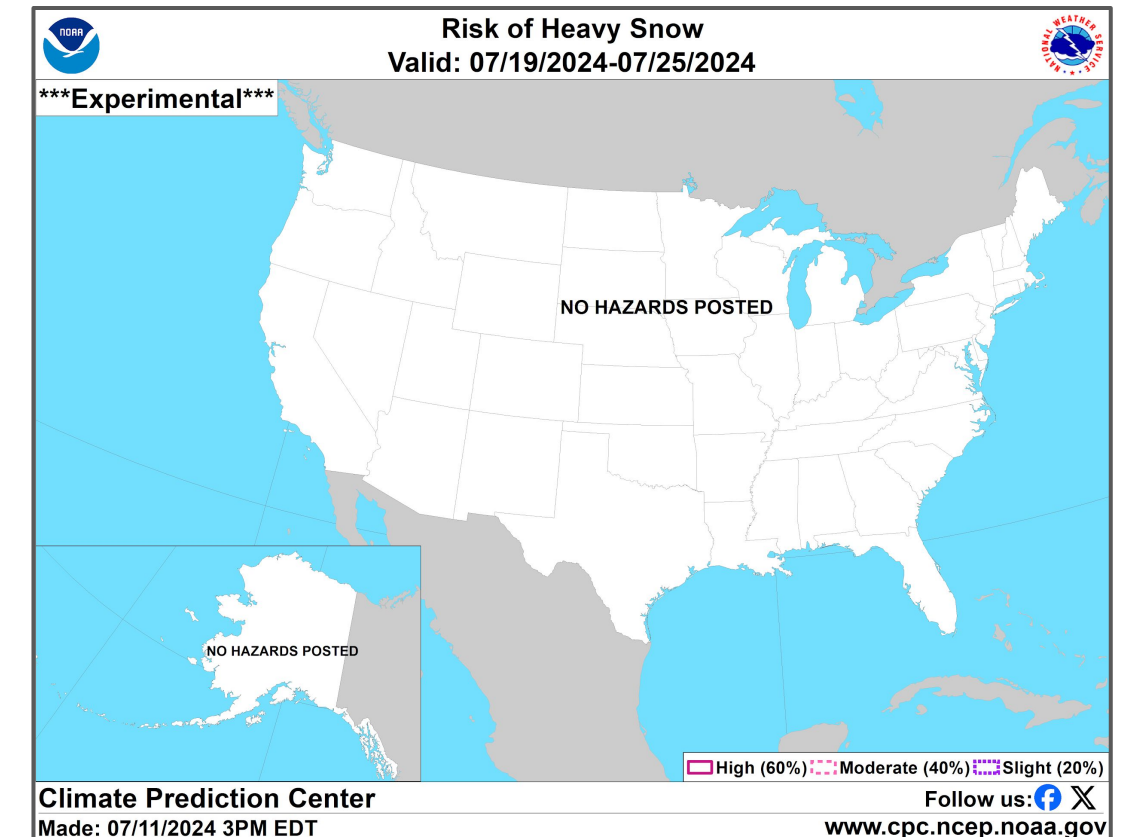 NOAA
Risk of Heavy Snow
Valid: 07/19/2024-07/25/2024
NATIONAL WEATHER SERVICE
***Experimental***
NO HAZARDS POSTED
NO HAZARDS POSTED
High (60%) Moderate (40%) Slight (20%)
Climate Prediction Center
Follow us:
Made: 07/11/2024 3PM EDT
www.cpc.ncep.noaa.gov